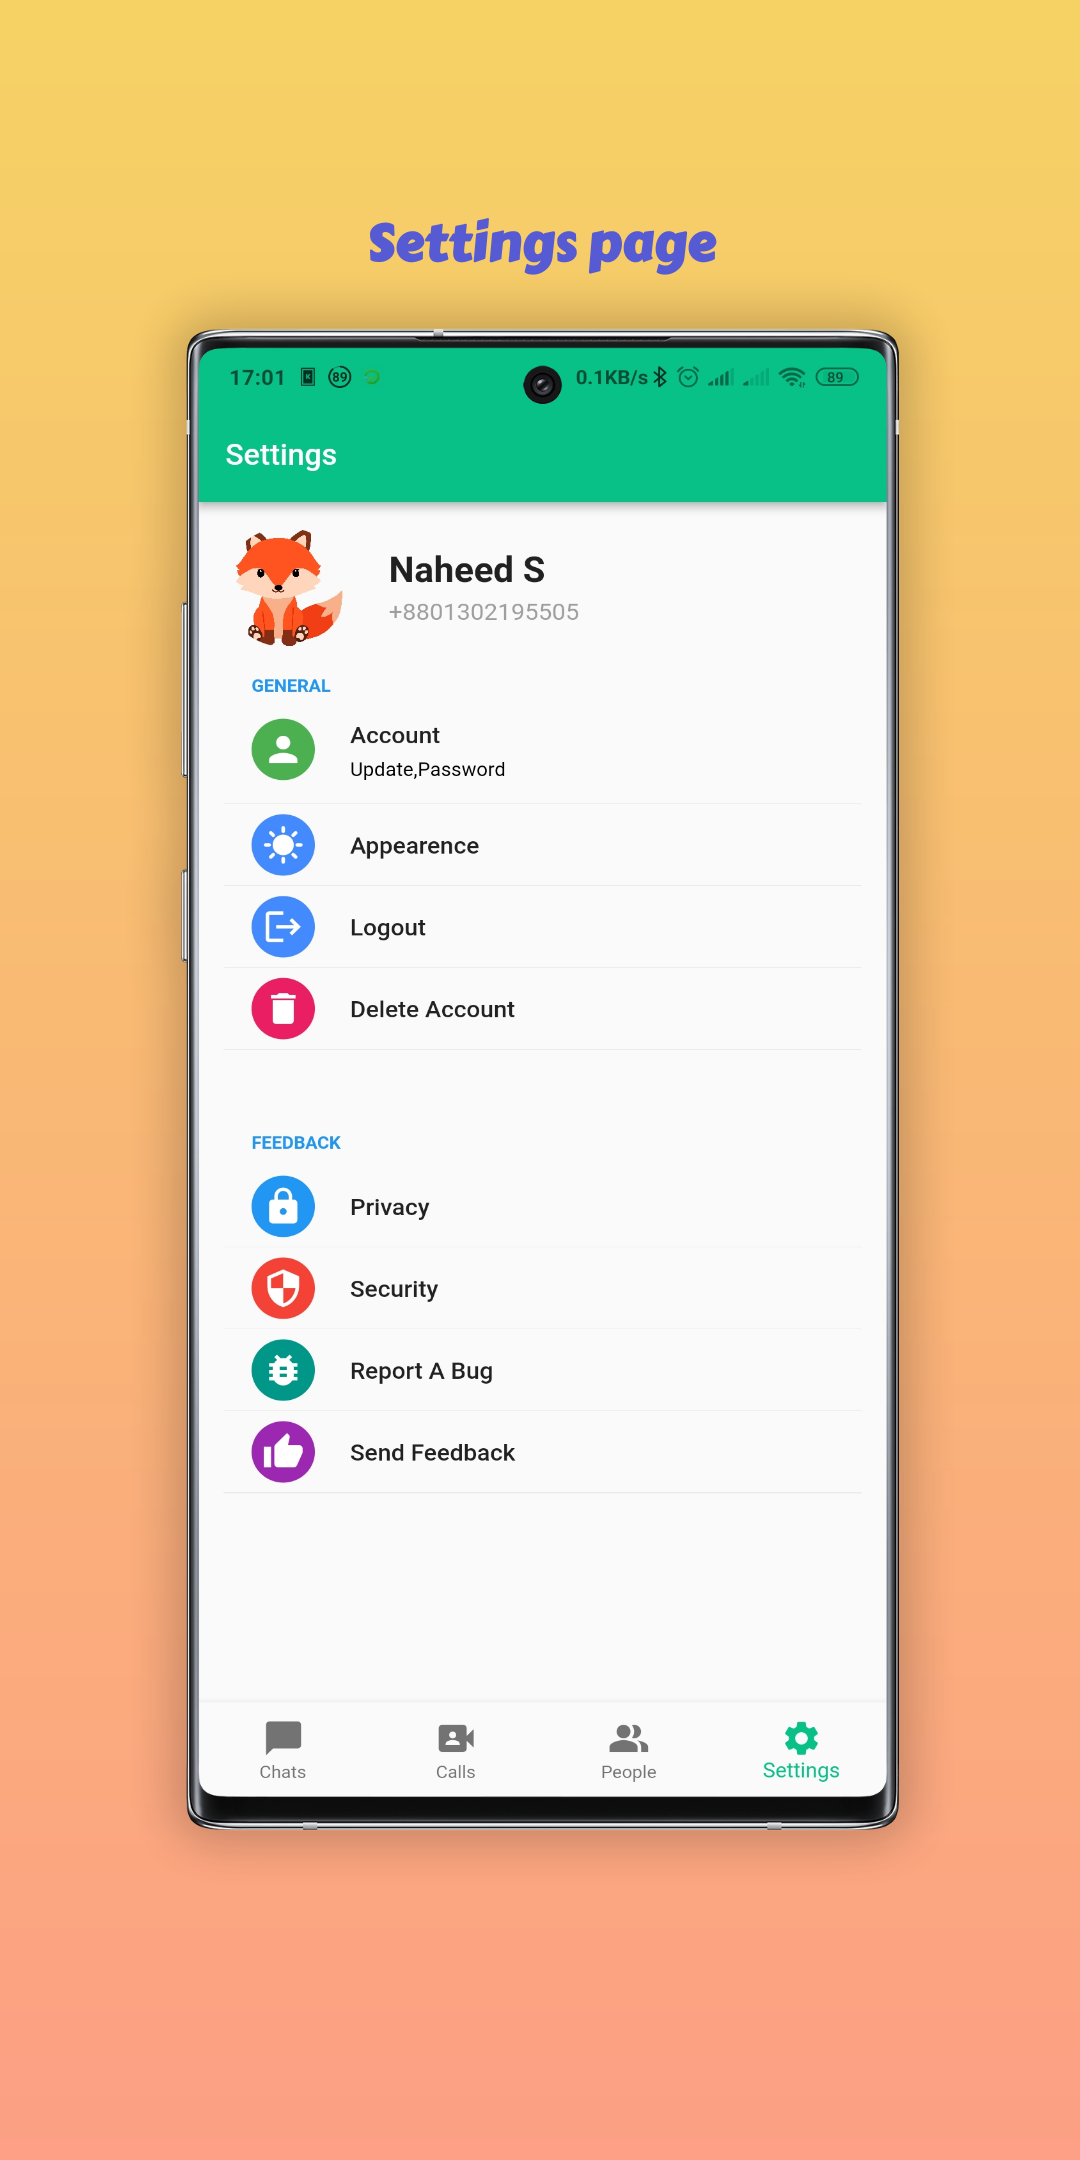 Settings page
17:01 89 0.1KB/s 89
Settings
Naheed S
+8801302195505
GENERAL
Account
Update,Password
Appearence
Logout
Delete Account
FEEDBACK
Privacy
Security
Report A Bug
Send Feedback
Chats Calls People Settings